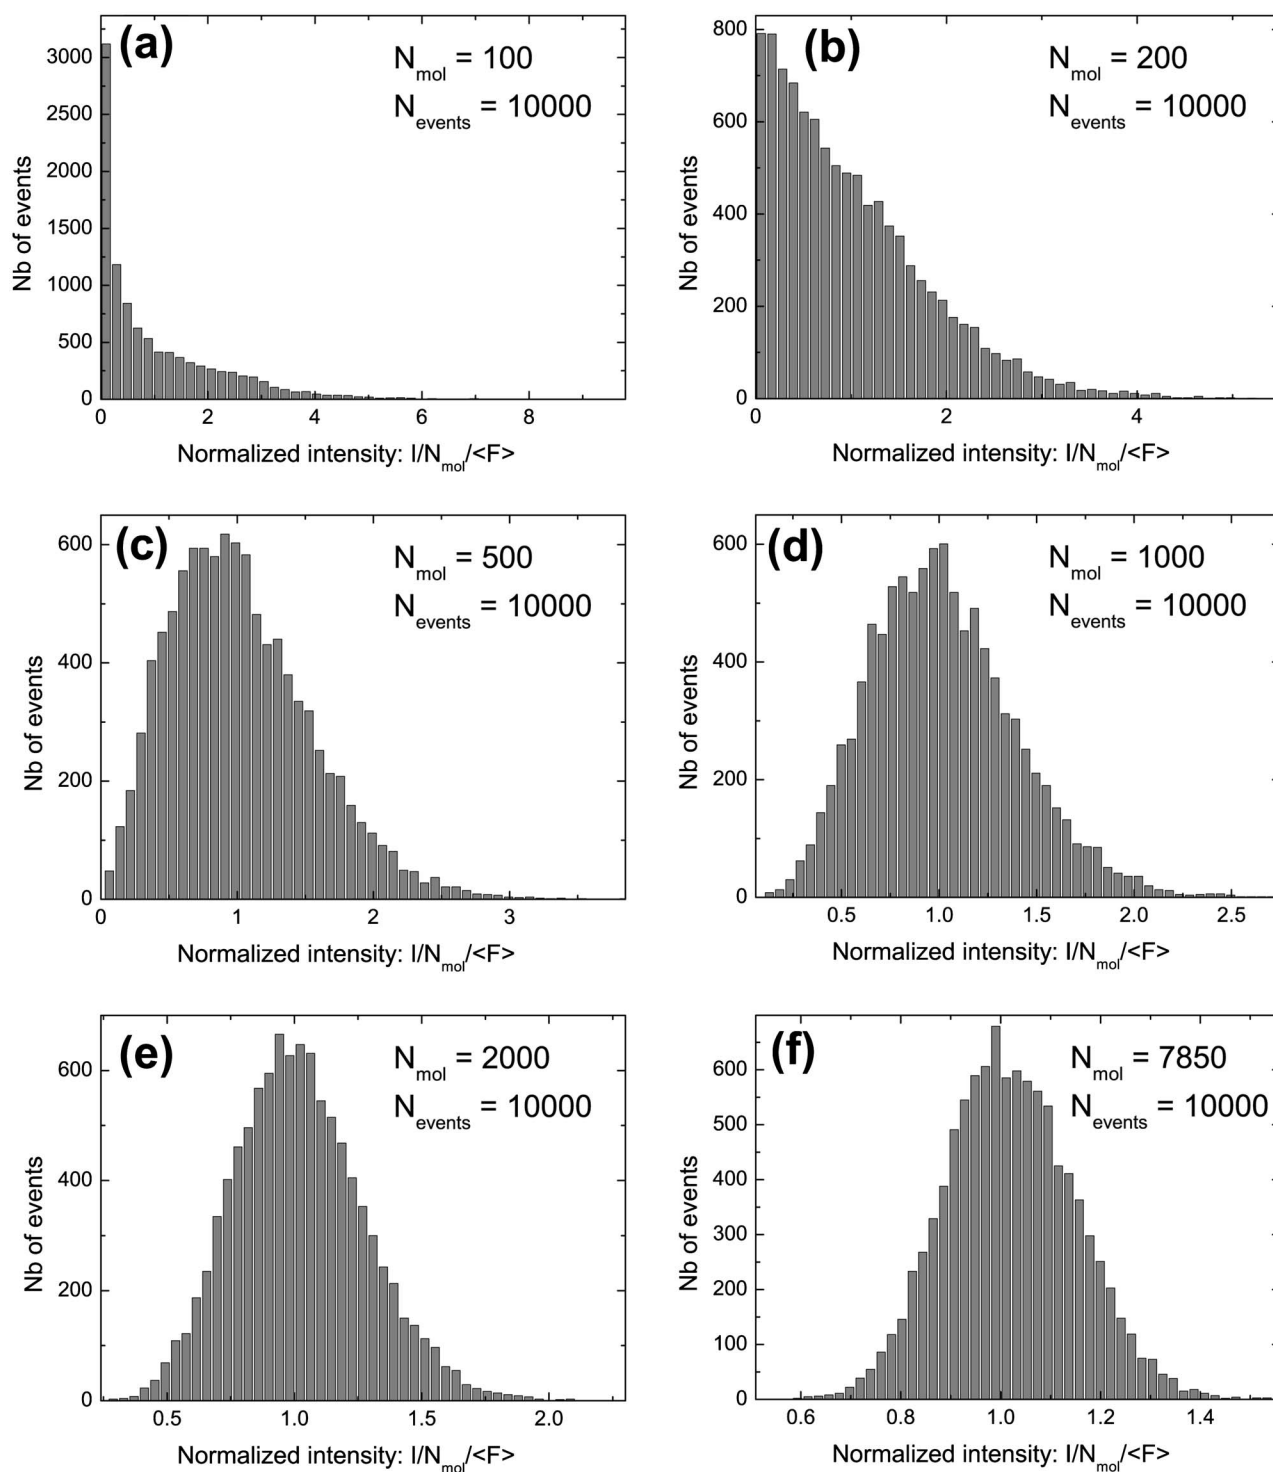 (a)
N_mol = 100
N_events = 10000
3000
2500
2000
1500
1000
500
0
Nb of events
0 2 4 6 8
Normalized intensity: I/N_mol/<F>
(b)
N_mol = 200
N_events = 10000
800
600
400
200
0
Nb of events
0 2 4
Normalized intensity: I/N_mol/<F>
(c)
N_mol = 500
N_events = 10000
600
400
200
0
Nb of events
0 1 2 3
Normalized intensity: I/N_mol/<F>
(d)
N_mol = 1000
N_events = 10000
600
400
200
0
Nb of events
0.5 1.0 1.5 2.0 2.5
Normalized intensity: I/N_mol/<F>
(e)
N_mol = 2000
N_events = 10000
600
400
200
0
Nb of events
0.5 1.0 1.5 2.0
Normalized intensity: I/N_mol/<F>
(f)
N_mol = 7850
N_events = 10000
600
500
400
300
200
100
0
Nb of events
0.6 0.8 1.0 1.2 1.4
Normalized intensity: I/N_mol/<F>